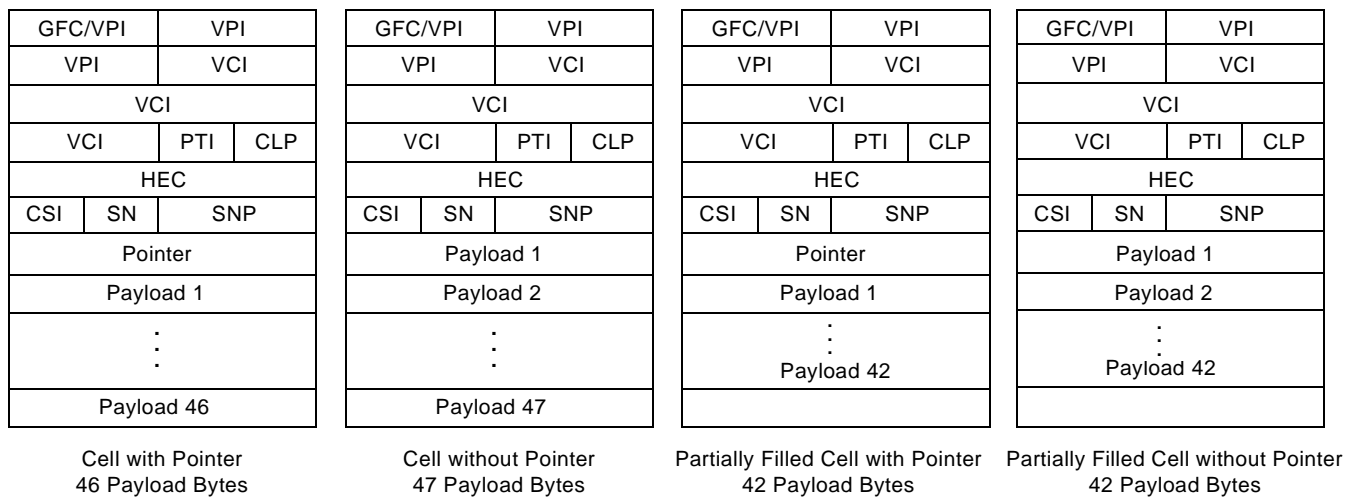 GFC/VPI VPI
VPI VCI
VCI
VCI PTI CLP
HEC
CSI SN SNP
Pointer
Payload 1
Payload 46
Cell with Pointer
46 Payload Bytes
GFC/VPI VPI
VPI VCI
VCI
VCI PTI CLP
HEC
CSI SN SNP
Payload 1
Payload 2
Payload 47
Cell without Pointer
47 Payload Bytes
GFC/VPI VPI
VPI VCI
VCI
VCI PTI CLP
HEC
CSI SN SNP
Pointer
Payload 1
Payload 42
Partially Filled Cell with Pointer
42 Payload Bytes
GFC/VPI VPI
VPI VCI
VCI
VCI PTI CLP
HEC
CSI SN SNP
Payload 1
Payload 2
Payload 42
Partially Filled Cell without Pointer
42 Payload Bytes